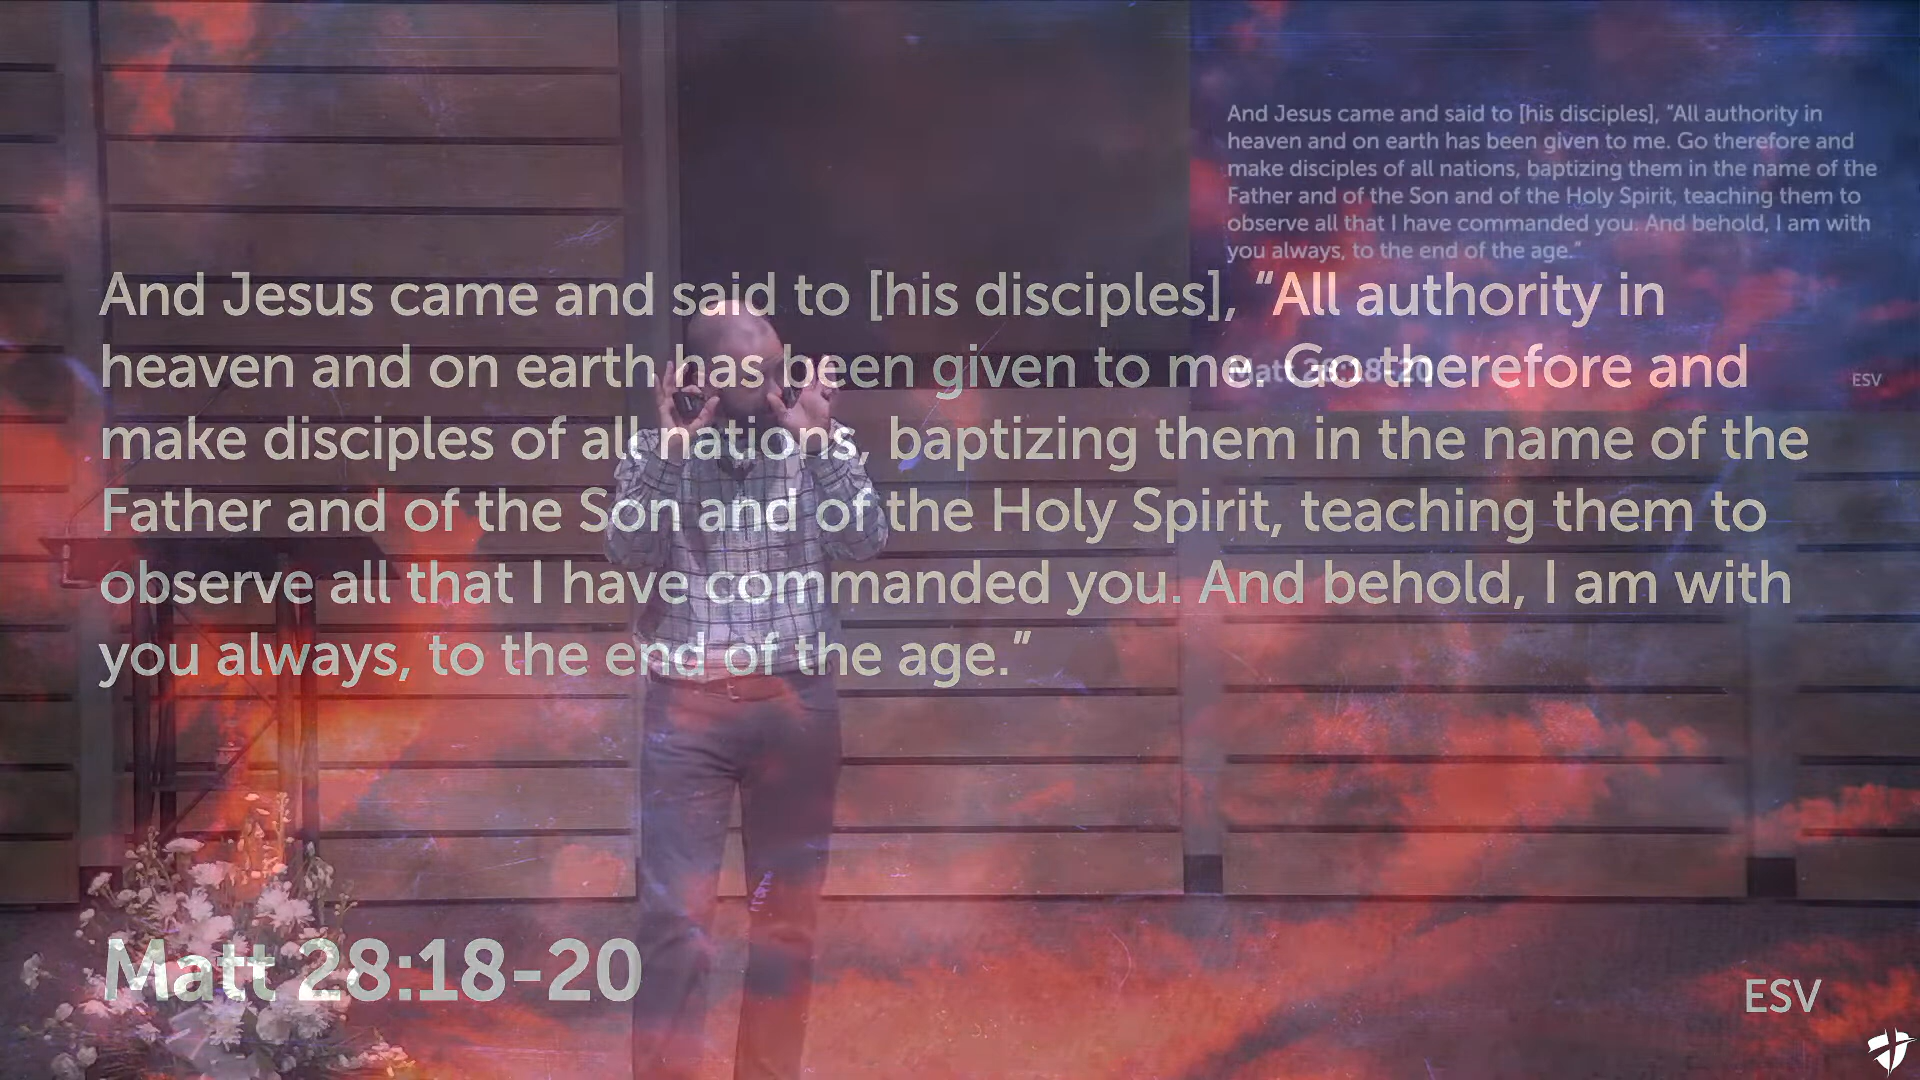 And Jesus came and said to [his disciples], “All authority in
heaven and on earth has been given to me. Go therefore and
make disciples of all nations, baptizing them in the name of the
Father and of the Son and of the Holy Spirit, teaching them to
observe all that I have commanded you. And behold, I am with
you always, to the end of the age.”
Matt 28:18-20
ESV
And Jesus came and said to [his disciples], “All authority in
heaven and on earth has been given to me. Go therefore and
make disciples of all nations, baptizing them in the name of the
Father and of the Son and of the Holy Spirit, teaching them to
observe all that I have commanded you. And behold, I am with
you always, to the end of the age.”
Matt 28:18-20
ESV